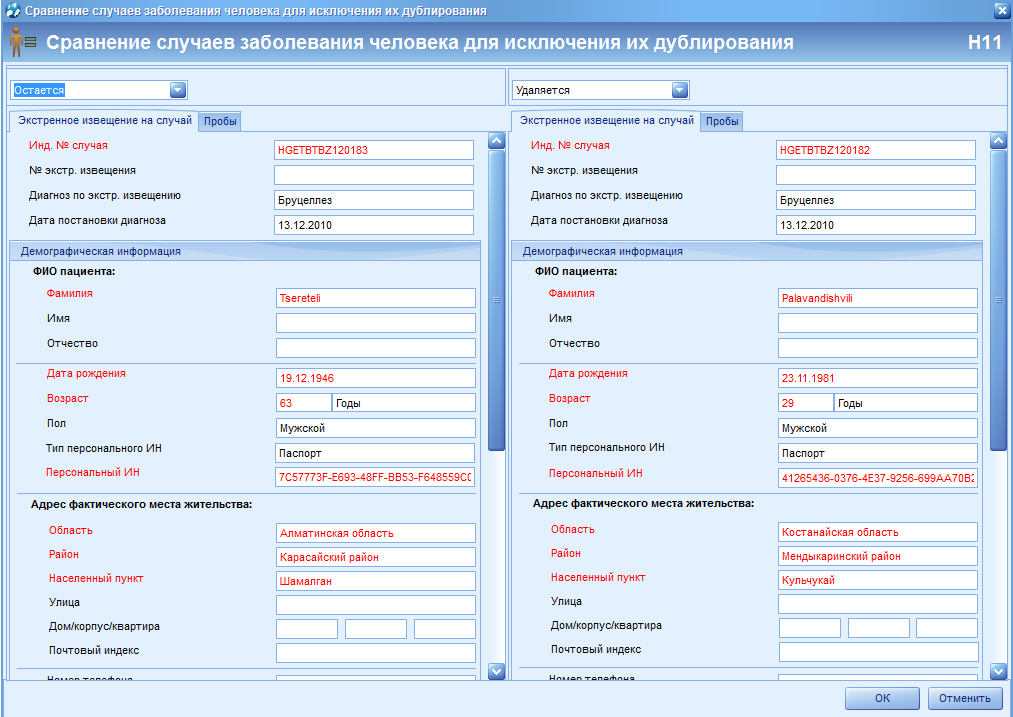 Сравнение случаев заболевания человека для исключения их дублирования
Сравнение случаев заболевания человека для исключения их дублирования H11
Остается
Экстренное извещение на случай Пробы
Инд. № случая HGETBTBZ120183
№ экстр. извещения
Диагноз по экстр. извещению Бруцеллез
Дата постановки диагноза 13.12.2010
Демографическая информация
ФИО пациента:
Фамилия Tsereteli
Имя
Отчество
Дата рождения 19.12.1946
Возраст 63 Годы
Пол Мужской
Тип персонального ИН Паспорт
Персональный ИН 7C57773F-E693-48FF-BB53-F648559C0
Адрес фактического места жительства:
Область Алматинская область
Район Карасайский район
Населенный пункт Шамалган
Улица
Дом/корпус/квартира
Почтовый индекс
Номер телефона
Удаляется
Экстренное извещение на случай Пробы
Инд. № случая HGETBTBZ120182
№ экстр. извещения
Диагноз по экстр. извещению Бруцеллез
Дата постановки диагноза 13.12.2010
Демографическая информация
ФИО пациента:
Фамилия Palavandishvili
Имя
Отчество
Дата рождения 23.11.1981
Возраст 29 Годы
Пол Мужской
Тип персонального ИН Паспорт
Персональный ИН 41265436-0376-4E37-9256-699AA70B2
Адрес фактического места жительства:
Область Костанайская область
Район Мендыкаринский район
Населенный пункт Кульчукай
Улица
Дом/корпус/квартира
Почтовый индекс
Номер телефона
ОК Отменить